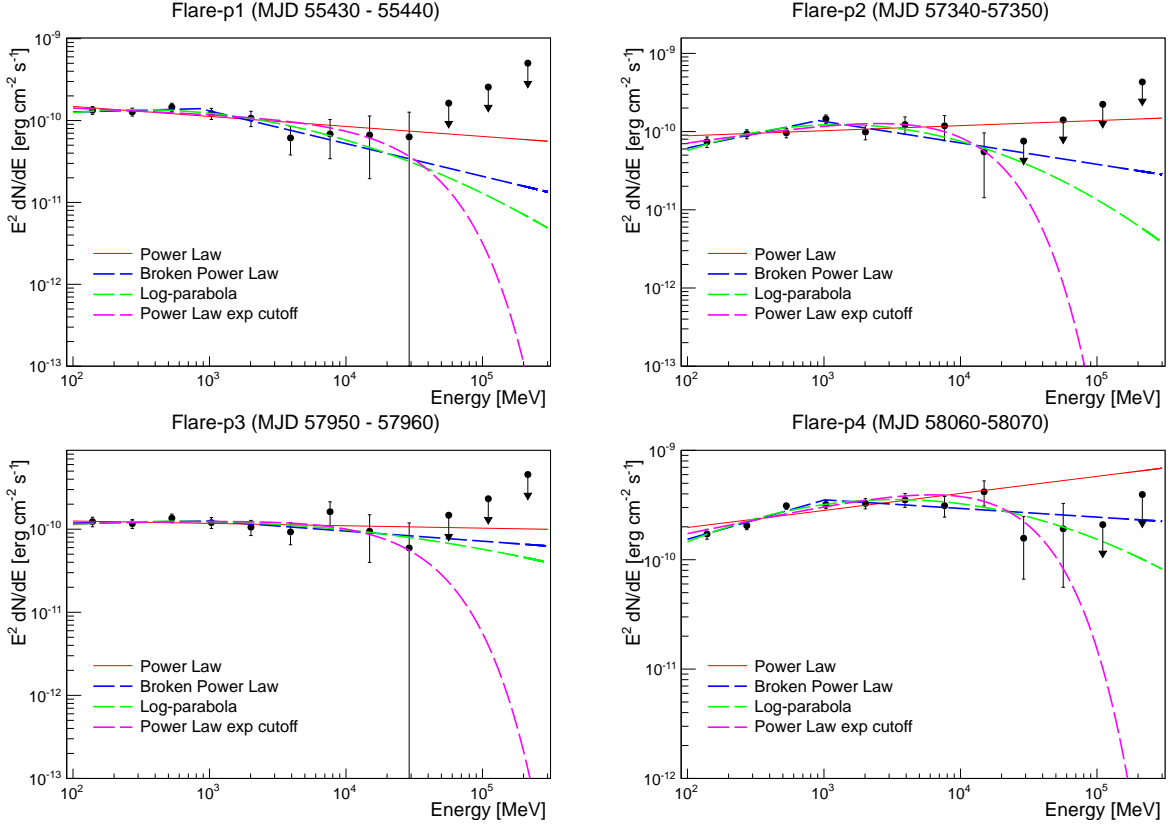 Flare-p1 (MJD 55430 - 55440)
E² dN/dE [erg cm⁻² s⁻¹]
10⁻⁹
10⁻¹⁰
10⁻¹¹
10⁻¹²
10⁻¹³
Power Law
Broken Power Law
Log-parabola
Power Law exp cutoff
10² 10³ 10⁴ 10⁵
Energy [MeV]
Flare-p2 (MJD 57340-57350)
E² dN/dE [erg cm⁻² s⁻¹]
10⁻⁹
10⁻¹⁰
10⁻¹¹
10⁻¹²
10⁻¹³
Power Law
Broken Power Law
Log-parabola
Power Law exp cutoff
10² 10³ 10⁴ 10⁵
Energy [MeV]
Flare-p3 (MJD 57950 - 57960)
E² dN/dE [erg cm⁻² s⁻¹]
10⁻¹⁰
10⁻¹¹
10⁻¹²
10⁻¹³
Power Law
Broken Power Law
Log-parabola
Power Law exp cutoff
10² 10³ 10⁴ 10⁵
Energy [MeV]
Flare-p4 (MJD 58060-58070)
E² dN/dE [erg cm⁻² s⁻¹]
10⁻⁹
10⁻¹⁰
10⁻¹¹
10⁻¹²
Power Law
Broken Power Law
Log-parabola
Power Law exp cutoff
10² 10³ 10⁴ 10⁵
Energy [MeV]